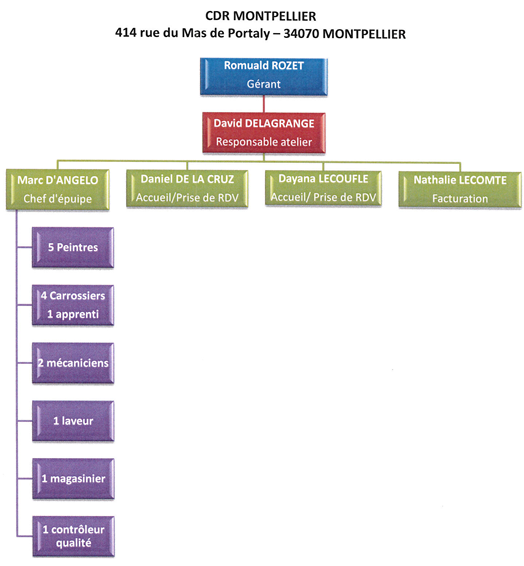 CDR MONTPELLIER
414 rue du Mas de Portaly – 34070 MONTPELLIER
Romuald ROZET
Gérant
David DELAGRANGE
Responsable atelier
Marc D'ANGELO
Chef d'épuipe
Daniel DE LA CRUZ
Accueil/Prise de RDV
Dayana LECOUFLE
Accueil/ Prise de RDV
Nathalie LECOMTE
Facturation
5 Peintres
4 Carrossiers
1 apprenti
2 mécaniciens
1 laveur
1 magasinier
1 contrôleur
qualité